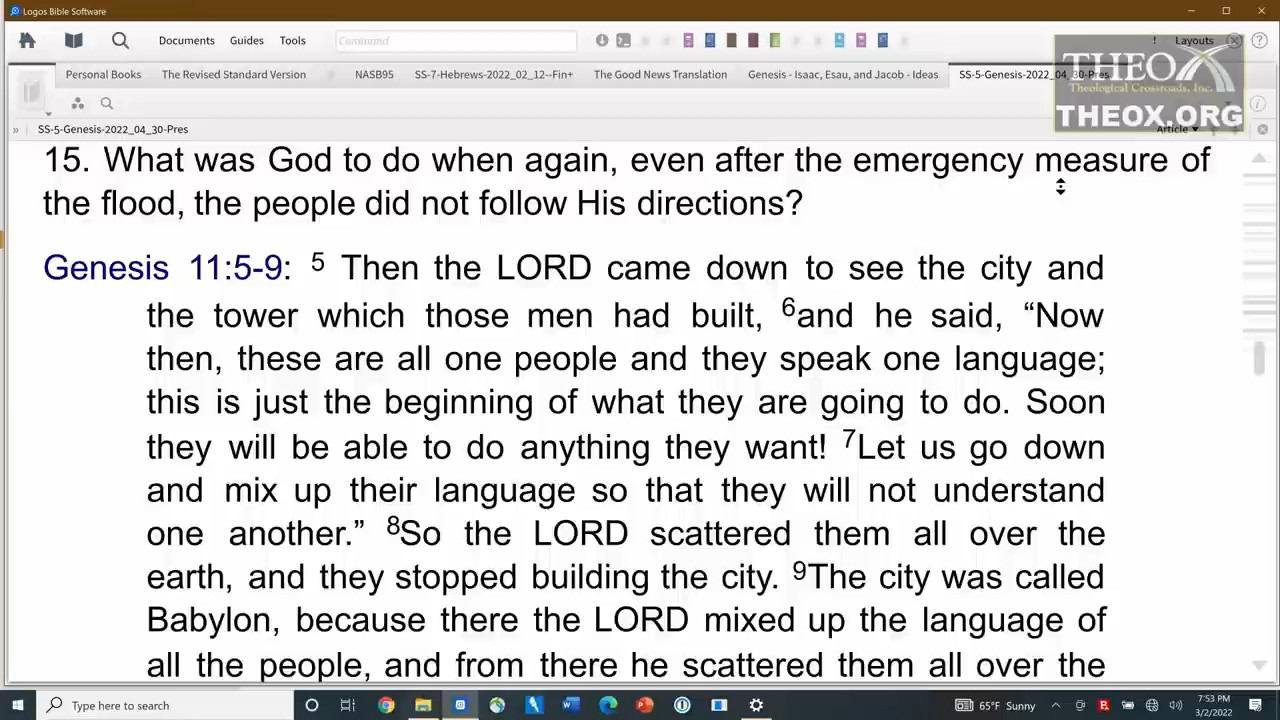 Logos Bible Software
Documents Guides Tools Command Layouts
Personal Books The Revised Standard Version NASB95 7-Hebrews-2022_02_12--Fin+ The Good News Translation Genesis - Isaac, Esau, and Jacob - Ideas SS-5-Genesis-2022_04_30-Pres
THEOX
Theological Crossroads, Inc.
THEOX.ORG
SS-5-Genesis-2022_04_30-Pres Article
15. What was God to do when again, even after the emergency measure of
the flood, the people did not follow His directions?
Genesis 11:5-9: 5 Then the LORD came down to see the city and
the tower which those men had built, 6and he said, “Now
then, these are all one people and they speak one language;
this is just the beginning of what they are going to do. Soon
they will be able to do anything they want! 7Let us go down
and mix up their language so that they will not understand
one another.” 8So the LORD scattered them all over the
earth, and they stopped building the city. 9The city was called
Babylon, because there the LORD mixed up the language of
all the people, and from there he scattered them all over the
Type here to search 65°F Sunny 7:53 PM
3/2/2022